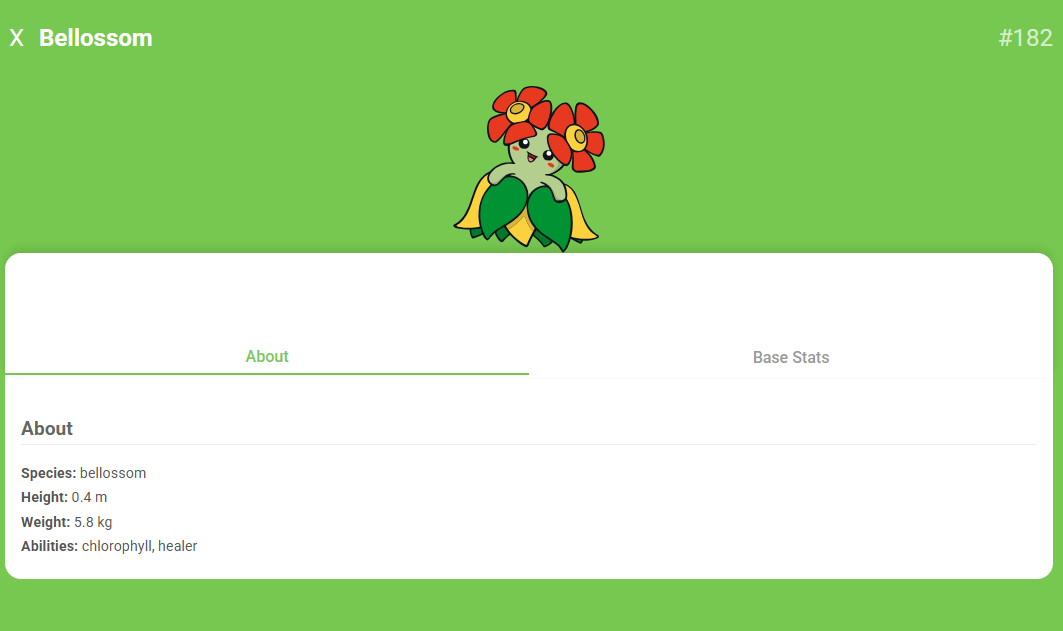 X Bellossom #182
About Base Stats
About
Species: bellossom
Height: 0.4 m
Weight: 5.8 kg
Abilities: chlorophyll, healer